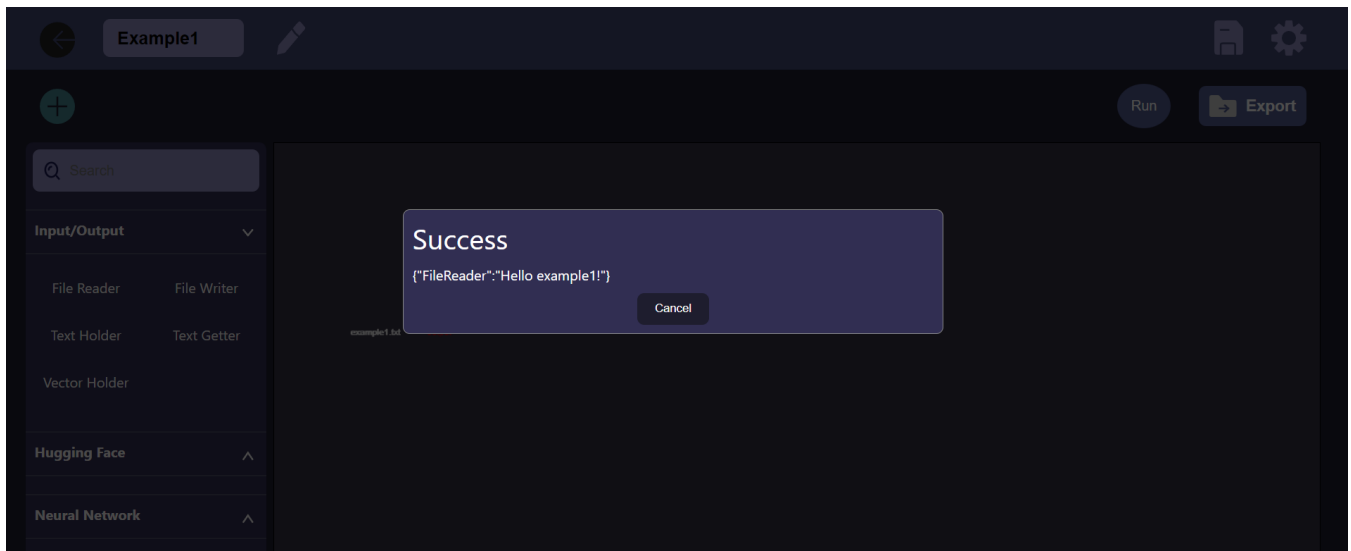 Example1
Run
Export
Search
Input/Output
File Reader
File Writer
Text Holder
Text Getter
Vector Holder
Hugging Face
Neural Network
Success
{"FileReader":"Hello example1!"}
Cancel
example1.txt